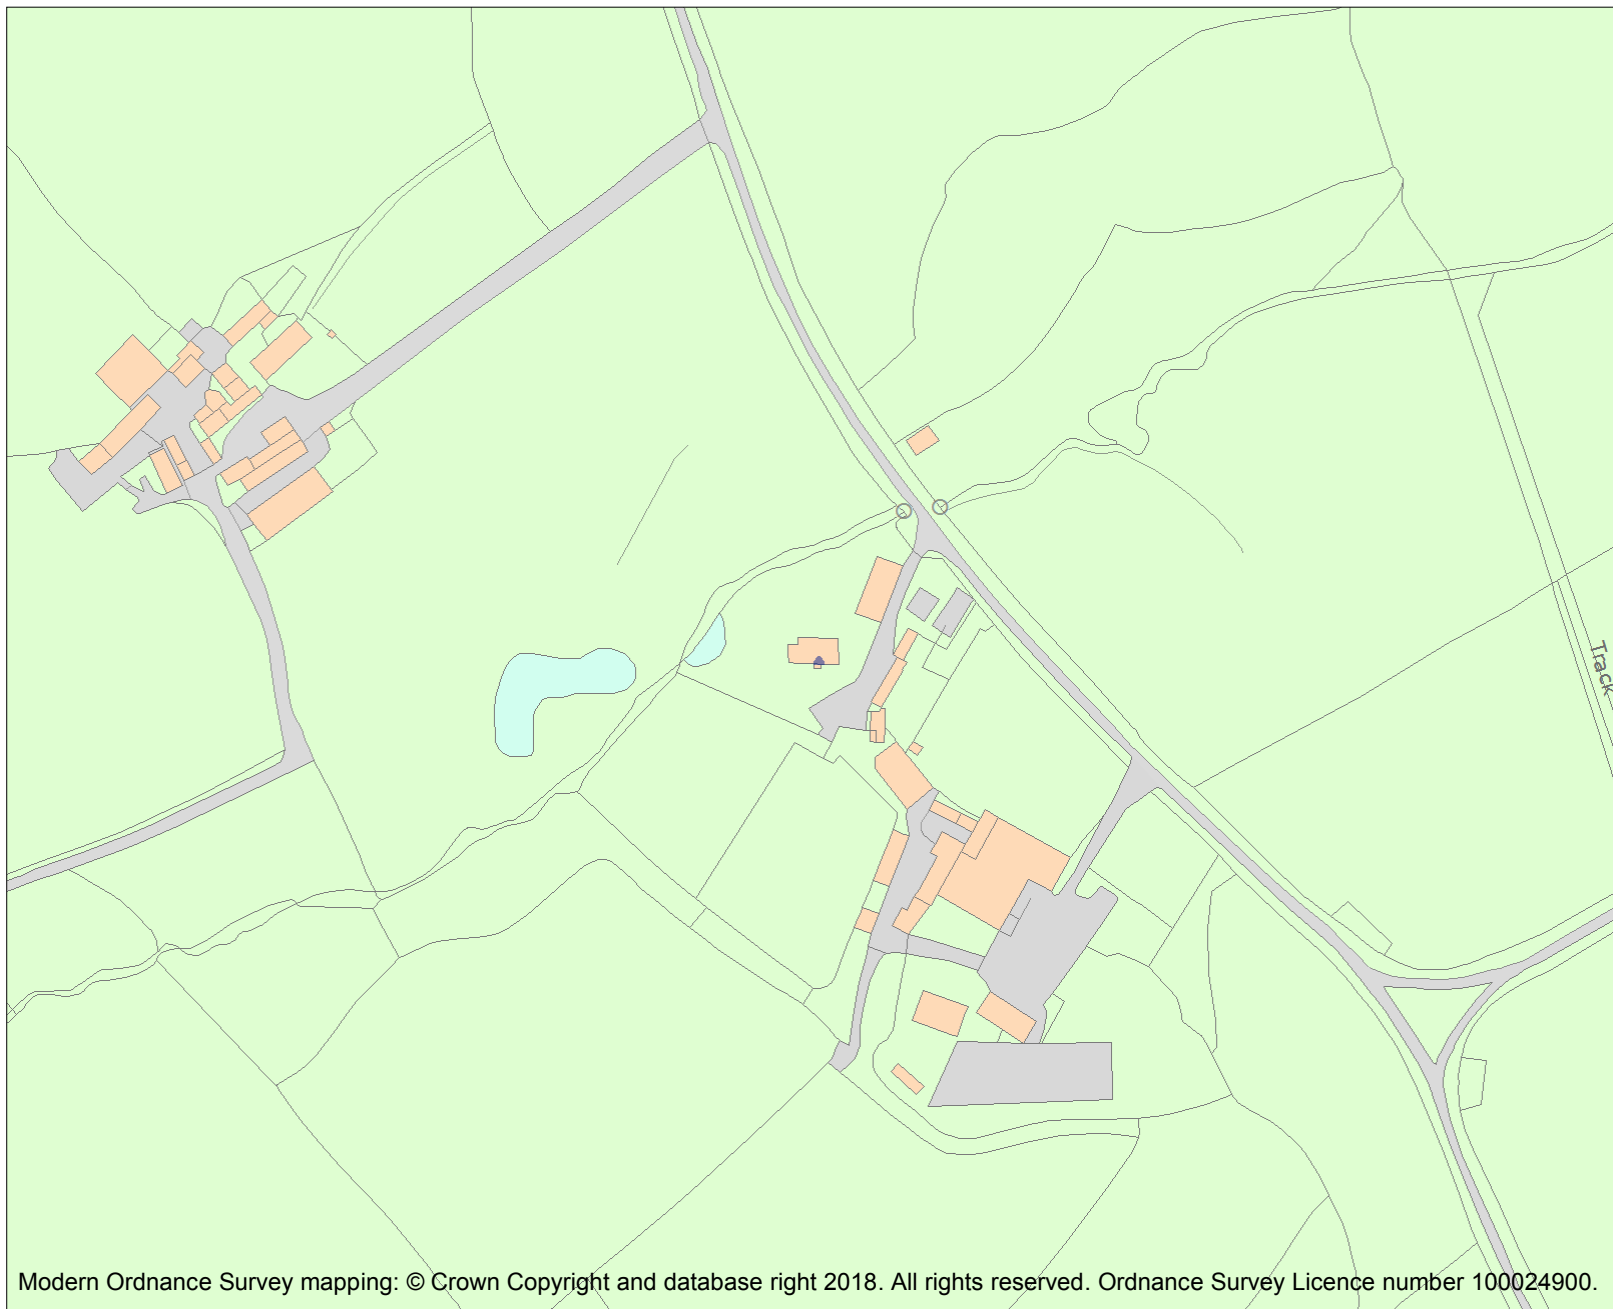 Track
Modern Ordnance Survey mapping: © Crown Copyright and database right 2018. All rights reserved. Ordnance Survey Licence number 100024900.